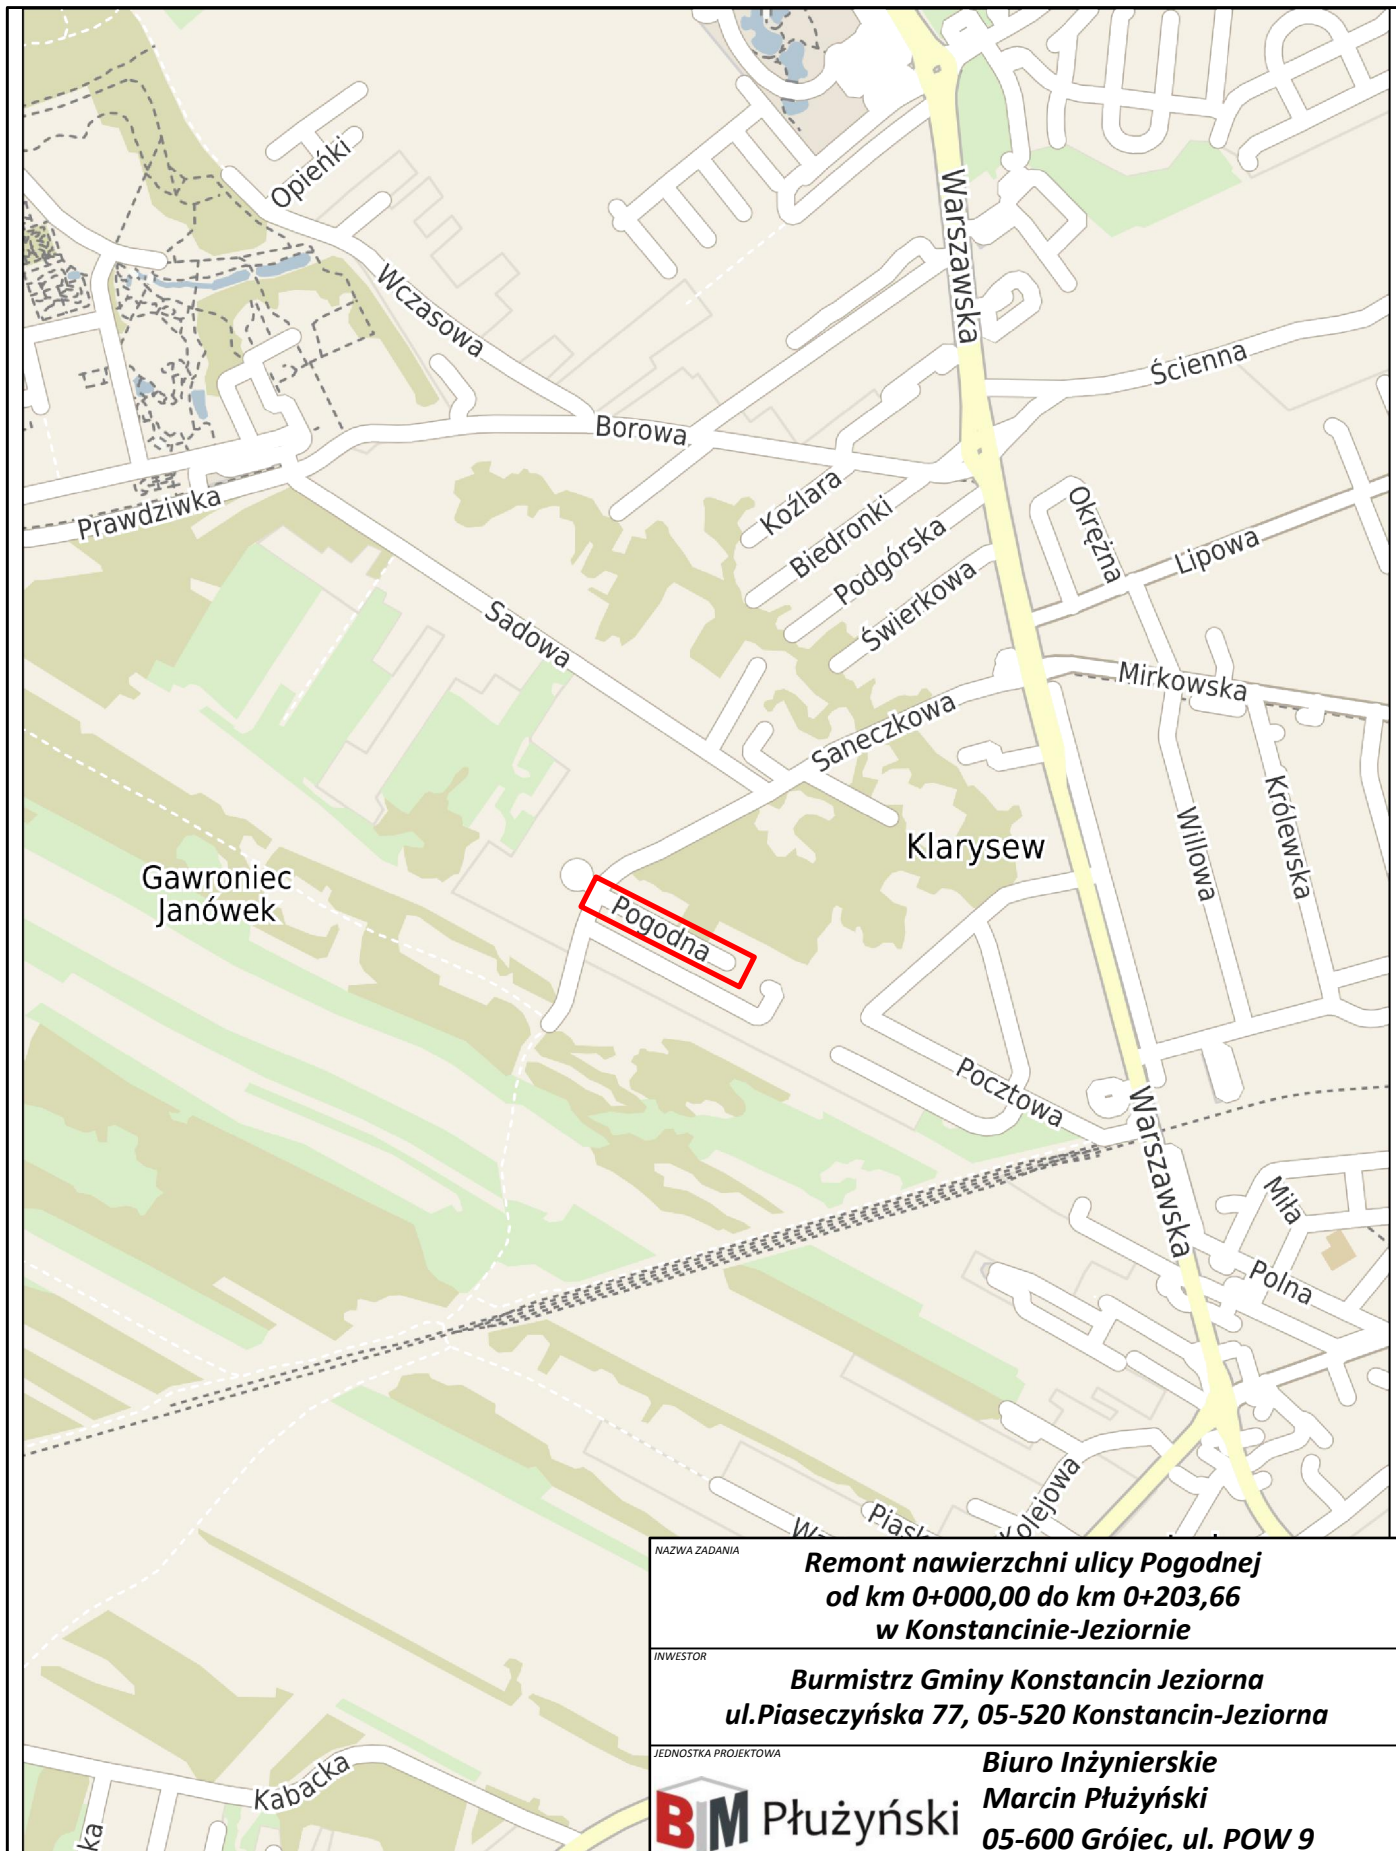 Opieńki
Warszawska
Wczasowa
Ścienna
Borowa
Koźlara
Prawdziwka
Biedronki
Okrężna
Podgórska
Lipowa
Świerkowa
Sadowa
Mirkowska
Saneczkowa
Królewska
Willowa
Klarysew
Gawroniec
Janówek
Pogodna
Pocztowa
Warszawska
Miła
Polna
Kolejowa
NAZWA ZADANIA
Remont nawierzchni ulicy Pogodnej
od km 0+000,00 do km 0+203,66
w Konstancinie-Jeziornie
INWESTOR
Burmistrz Gminy Konstancin Jeziorna
ul.Piaseczyńska 77, 05-520 Konstancin-Jeziorna
JEDNOSTKA PROJEKTOWA
BIM Płużyński
Biuro Inżynierskie
Marcin Płużyński
05-600 Grójec, ul. POW 9
Kabacka
ka